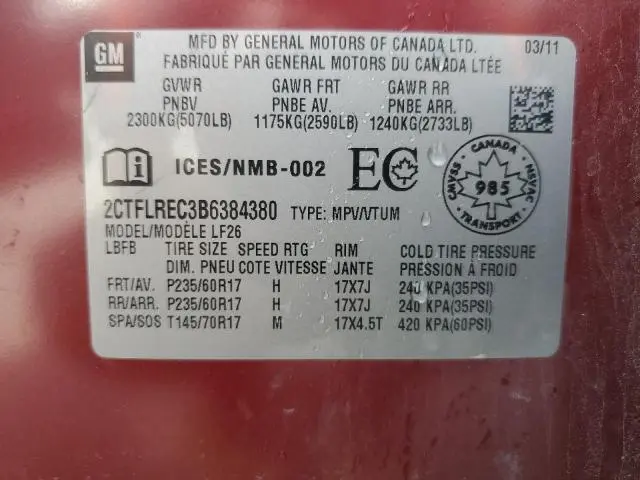 GM
MFD BY GENERAL MOTORS OF CANADA LTD. 03/11
FABRIQUÉ PAR GENERAL MOTORS DU CANADA LTÉE
GVWR GAWR FRT GAWR RR
PNBV PNBE AV. PNBE ARR.
2300KG(5070LB) 1175KG(2590LB) 1240KG(2733LB)
ICES/NMB-002 EC
CANADA
CMVSS 985 NSVAC
TRANSPORT
2CTFLREC3B6384380 TYPE: MPV/VTUM
MODEL/MODÈLE LF26
LBFB TIRE SIZE SPEED RTG RIM COLD TIRE PRESSURE
DIM. PNEU COTE VITESSE JANTE PRESSION À FROID
FRT/AV. P235/60R17 H 17X7J 240 KPA(35PSI)
RR/ARR. P235/60R17 H 17X7J 240 KPA(35PSI)
SPA/SOS T145/70R17 M 17X4.5T 420 KPA(60PSI)